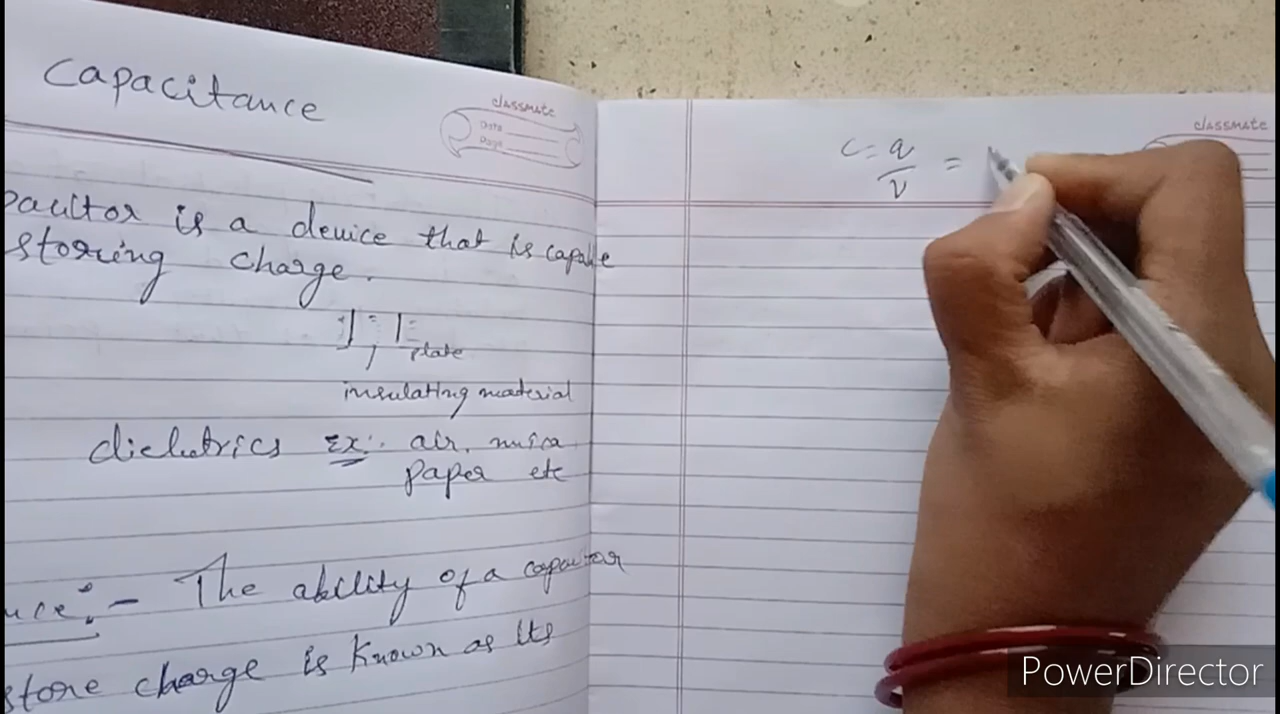 Capacitance
classmate
Date
Page
pacitor is a device that is capable
storing charge.
plate
insulating material
dielectrics Ex:- air, mica
paper etc
nce:- The ability of a capacitor
store charge is known as its
classmate
C = q/v =
PowerDirector